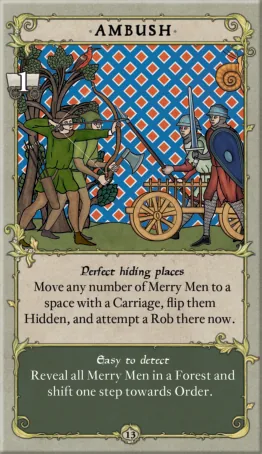 AMBUSH
1
Perfect hiding places
Move any number of Merry Men to a
space with a Carriage, flip them
Hidden, and attempt a Rob there now.
Easy to detect
Reveal all Merry Men in a Forest and
shift one step towards Order.
13